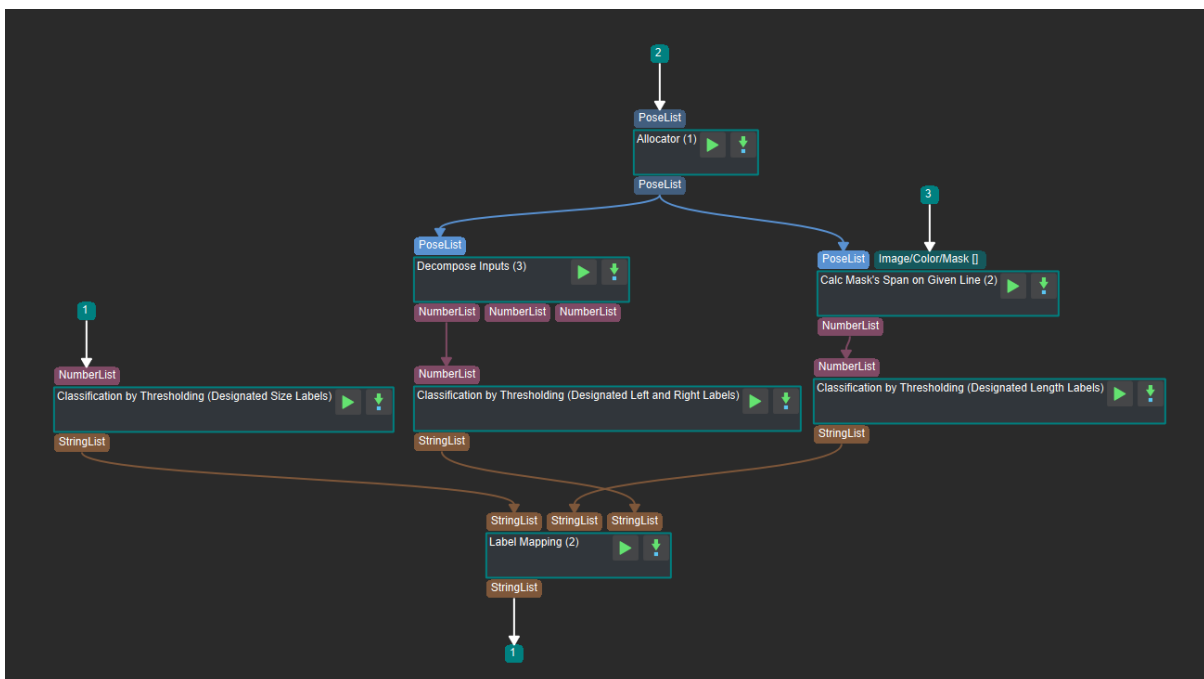 2
PoseList
Allocator (1)
PoseList
3
PoseList
PoseList Image/Color/Mask []
Decompose Inputs (3)
Calc Mask's Span on Given Line (2)
1
NumberList NumberList NumberList
NumberList
NumberList
NumberList
NumberList
Classification by Thresholding (Designated Size Labels)
Classification by Thresholding (Designated Left and Right Labels)
Classification by Thresholding (Designated Length Labels)
StringList
StringList
StringList
StringList StringList StringList
Label Mapping (2)
StringList
1